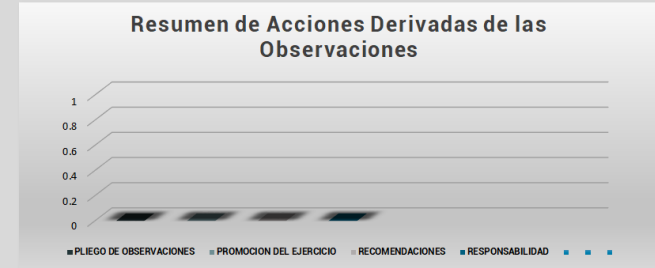 Resumen de Acciones Derivadas de las
Observaciones
1
0.8
0.6
0.4
0.2
0
PLIEGO DE OBSERVACIONES PROMOCION DEL EJERCICIO RECOMENDACIONES RESPONSABILIDAD